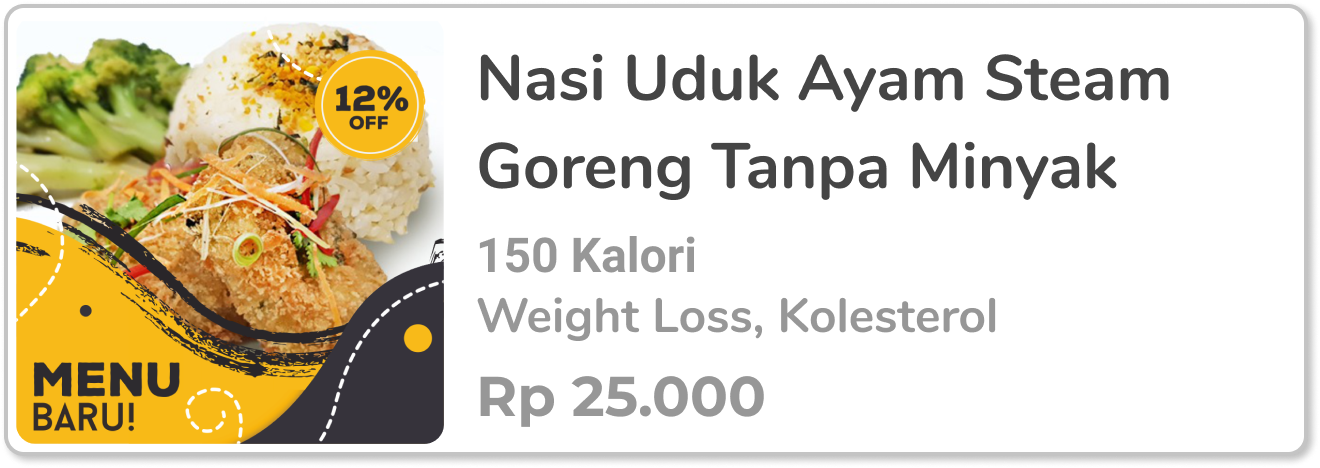 12%
OFF
MENU
BARU!
Nasi Uduk Ayam Steam
Goreng Tanpa Minyak
150 Kalori
Weight Loss, Kolesterol
Rp 25.000